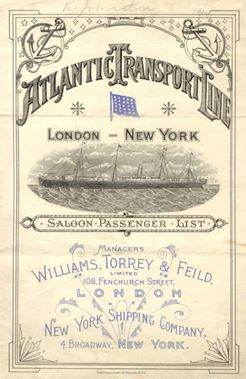 ATLANTIC TRANSPORT LINE
LONDON — NEW YORK
SALOON · PASSENGER · LIST
MANAGERS
WILLIAMS, TORREY & FEILD,
LIMITED
108, FENCHURCH STREET,
LONDON
NEW YORK SHIPPING COMPANY,
4, BROADWAY, NEW YORK.